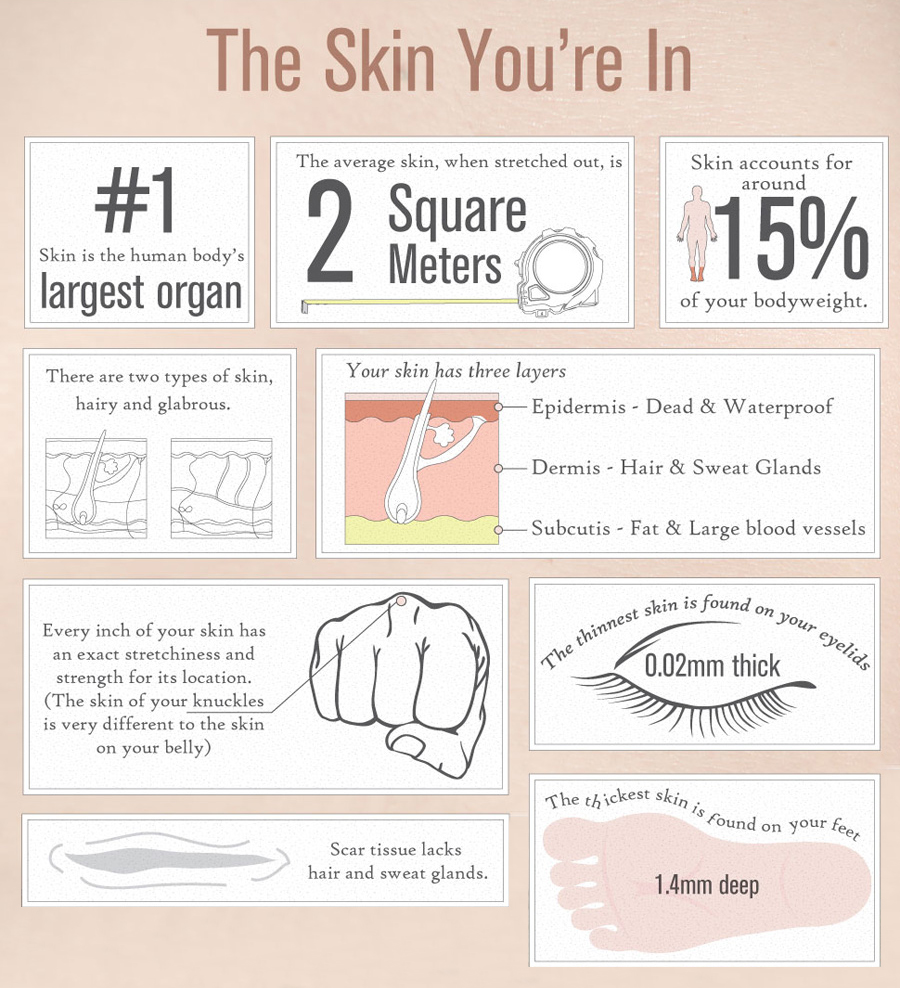 The Skin You're In
#1
Skin is the human body's
largest organ
The average skin, when stretched out, is
2 Square
Meters
Skin accounts for
around
15%
of your bodyweight.
There are two types of skin,
hairy and glabrous.
Your skin has three layers
Epidermis - Dead & Waterproof
Dermis - Hair & Sweat Glands
Subcutis - Fat & Large blood vessels
Every inch of your skin has
an exact stretchiness and
strength for its location.
(The skin of your knuckles
is very different to the skin
on your belly)
The thinnest skin is found on your eyelids
0.02mm thick
Scar tissue lacks
hair and sweat glands.
The thickest skin is found on your feet
1.4mm deep